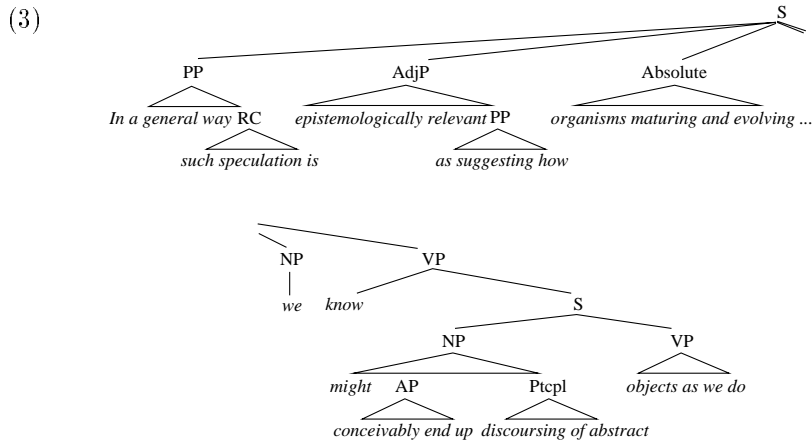 (3)
S
PP AdjP Absolute
In a general way RC epistemologically relevant PP organisms maturing and evolving ...
such speculation is as suggesting how
NP VP
we know S
NP VP
might AP Ptcpl objects as we do
conceivably end up discoursing of abstract